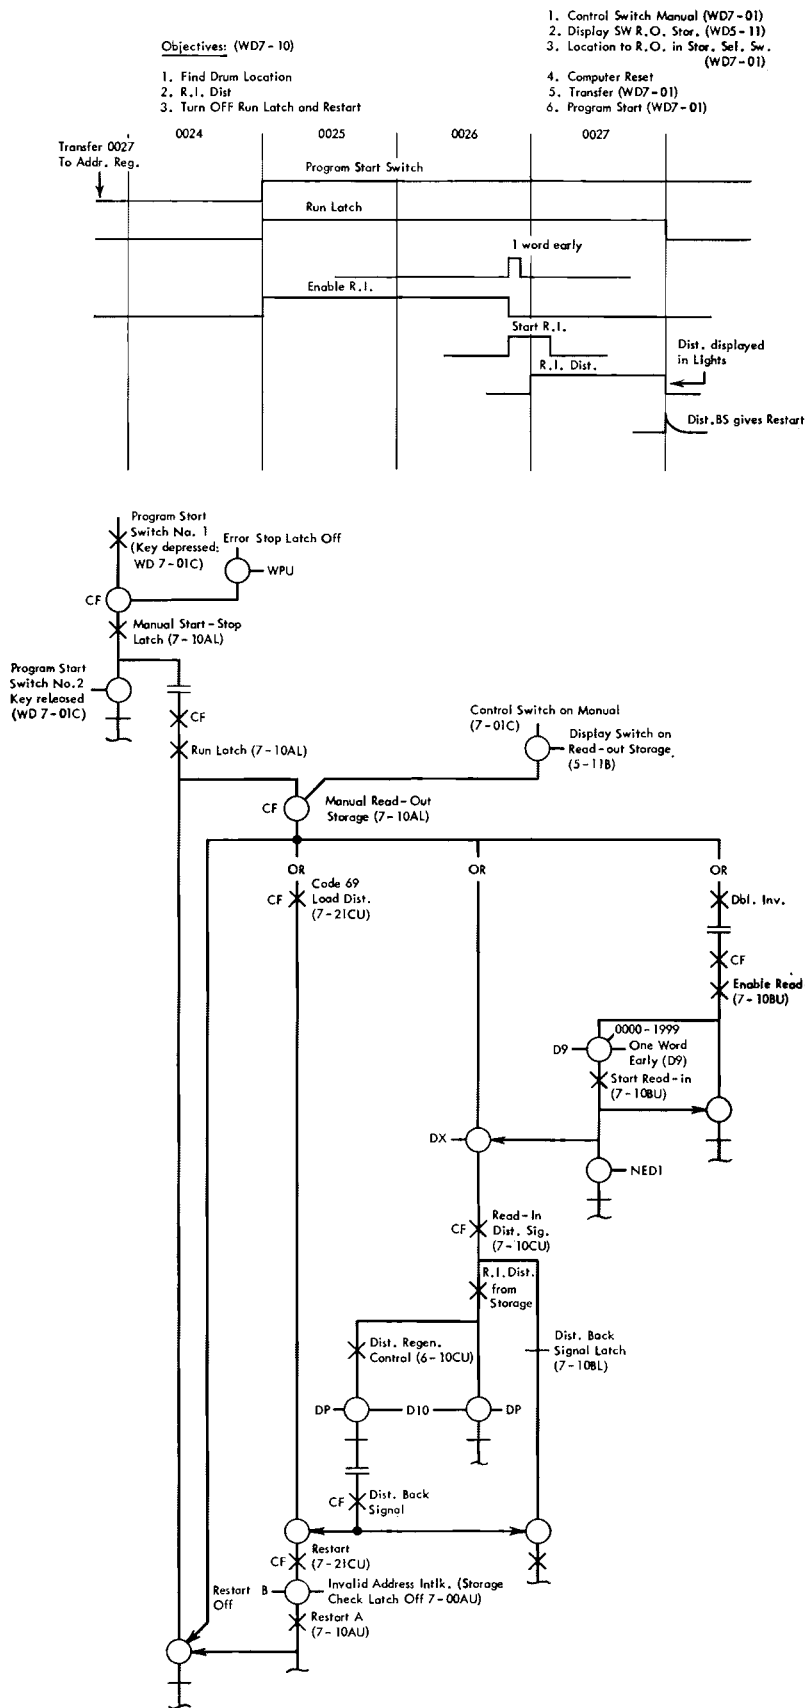 Objectives: (WD7-10)
1. Find Drum Location
2. R.I. Dist
3. Turn OFF Run Latch and Restart
1. Control Switch Manual (WD7-01)
2. Display SW R.O. Stor. (WD5-11)
3. Location to R.O. in Stor. Sel. Sw.
(WD7-01)
4. Computer Reset
5. Transfer (WD7-01)
6. Program Start (WD7-01)
Transfer 0027
To Addr. Reg.
0024
0025
0026
0027
Program Start Switch
Run Latch
1 word early
Enable R.I.
Start R.I.
R.I. Dist.
Dist. displayed
in Lights
Dist.BS gives Restart
Program Start
Switch No. 1
(Key depressed:
WD 7-01C)
Error Stop Latch Off
WPU
CF
Manual Start-Stop
Latch (7-10AL)
Program Start
Switch No.2
Key released
(WD 7-01C)
CF
Run Latch (7-10AL)
Control Switch on Manual
(7-01C)
Display Switch on
Read-out Storage
(5-11B)
CF
Manual Read-Out
Storage (7-10AL)
OR
OR
OR
CF
Code 69
Load Dist.
(7-21CU)
Dbl. Inv.
CF
Enable Read
(7-10BU)
0000-1999
D9
One Word
Early (D9)
Start Read-in
(7-10BU)
DX
NED1
CF
Read-In
Dist. Sig.
(7-10CU)
R.I.Dist.
from
Storage
Dist. Regen.
Control (6-10CU)
Dist. Back
Signal Latch
(7-10BL)
DP
D10
DP
CF
Dist. Back
Signal
CF
Restart
(7-21CU)
Restart
Off
B
Invalid Address Intlk. (Storage
Check Latch Off 7-00AU)
Restart A
(7-10AU)